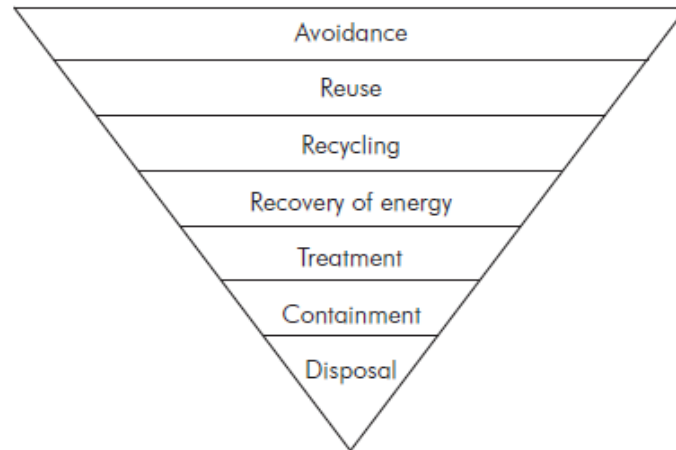 Avoidance
Reuse
Recycling
Recovery of energy
Treatment
Containment
Disposal